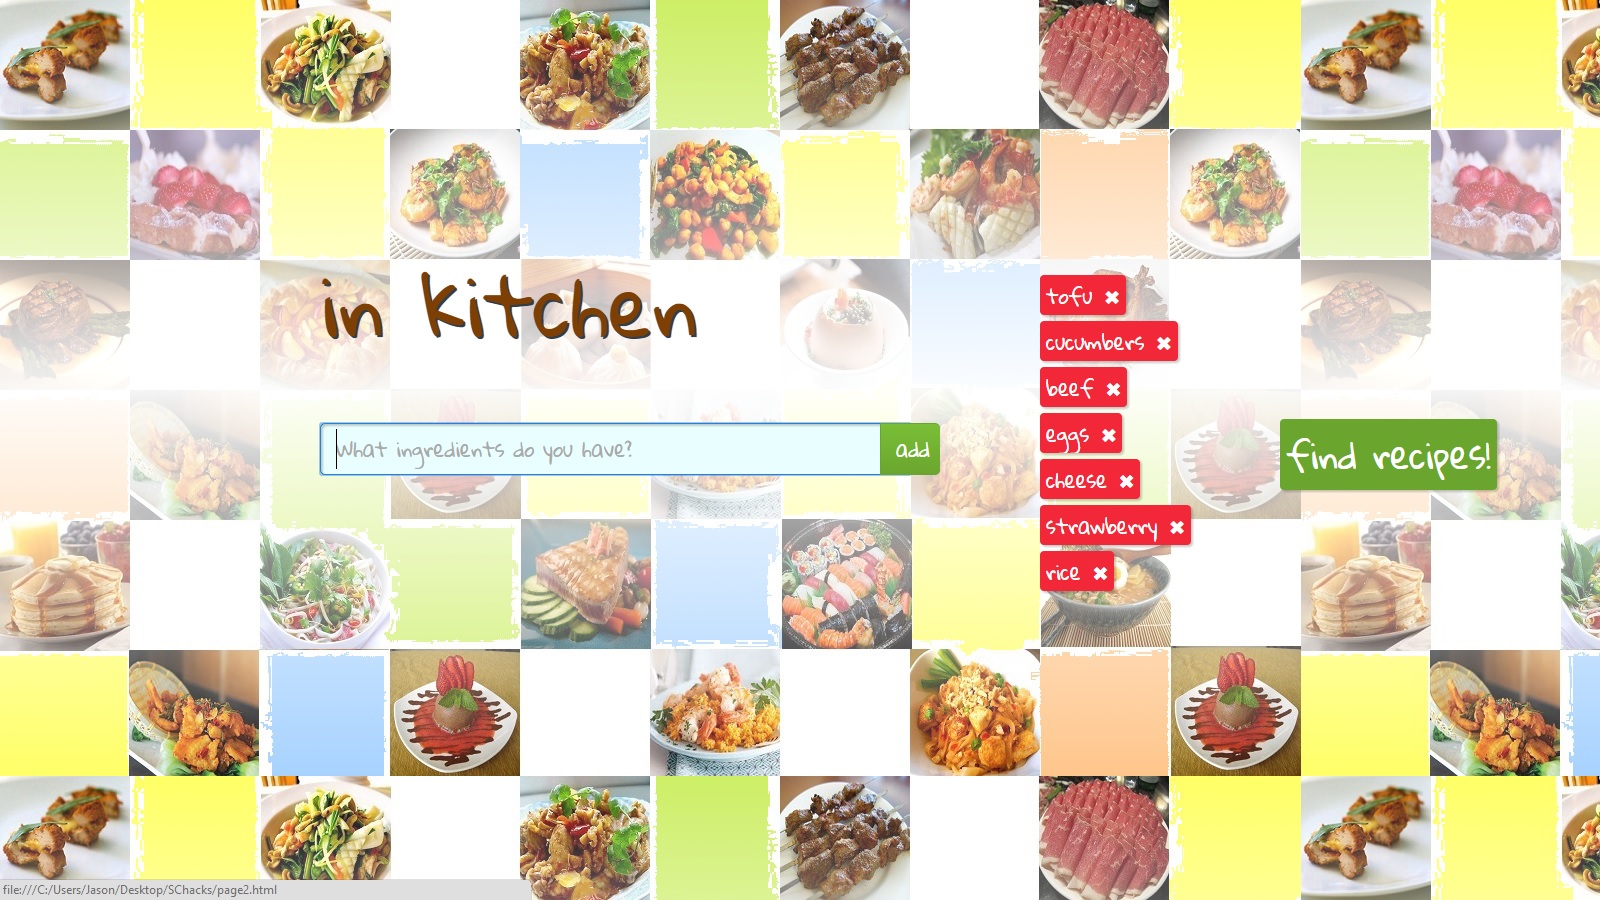 in kitchen
What ingredients do you have?
add
tofu ✖
cucumbers ✖
beef ✖
eggs ✖
cheese ✖
strawberry ✖
rice ✖
find recipes!
file:///C:/Users/Jason/Desktop/SChacks/page2.html